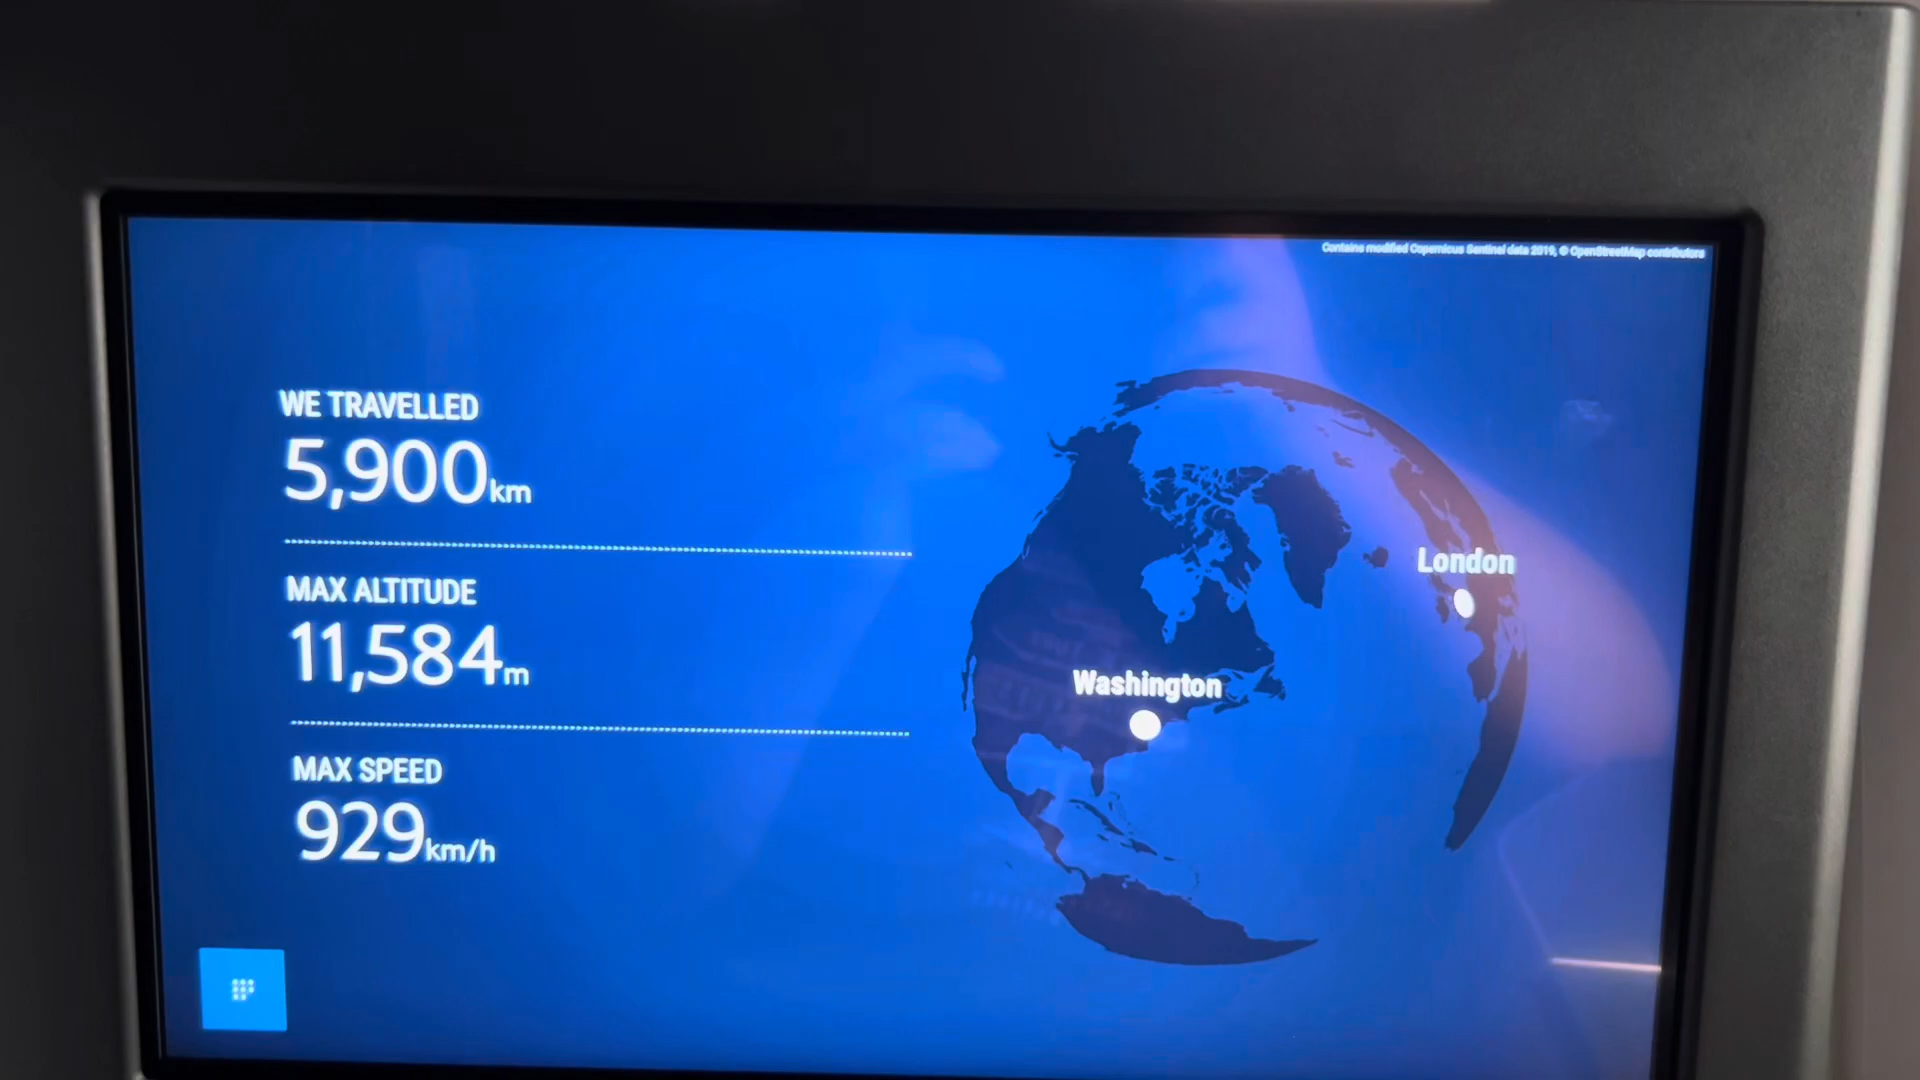 Contains modified Copernicus Sentinel data 2019, © OpenStreetMap contributors
WE TRAVELLED
5,900km
MAX ALTITUDE
11,584m
MAX SPEED
929km/h
London
Washington